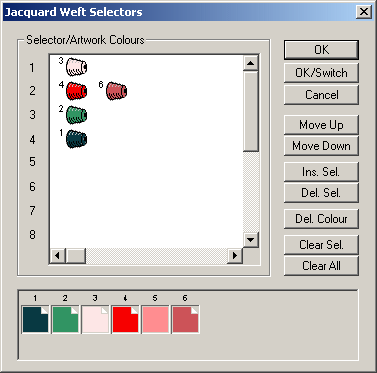 Jacquard Weft Selectors
Selector/Artwork Colours
1 3
2 4 6
3 2
4 1
5
6
7
8
OK
OK/Switch
Cancel
Move Up
Move Down
Ins. Sel.
Del. Sel.
Del. Colour
Clear Sel.
Clear All
1 2 3 4 5 6